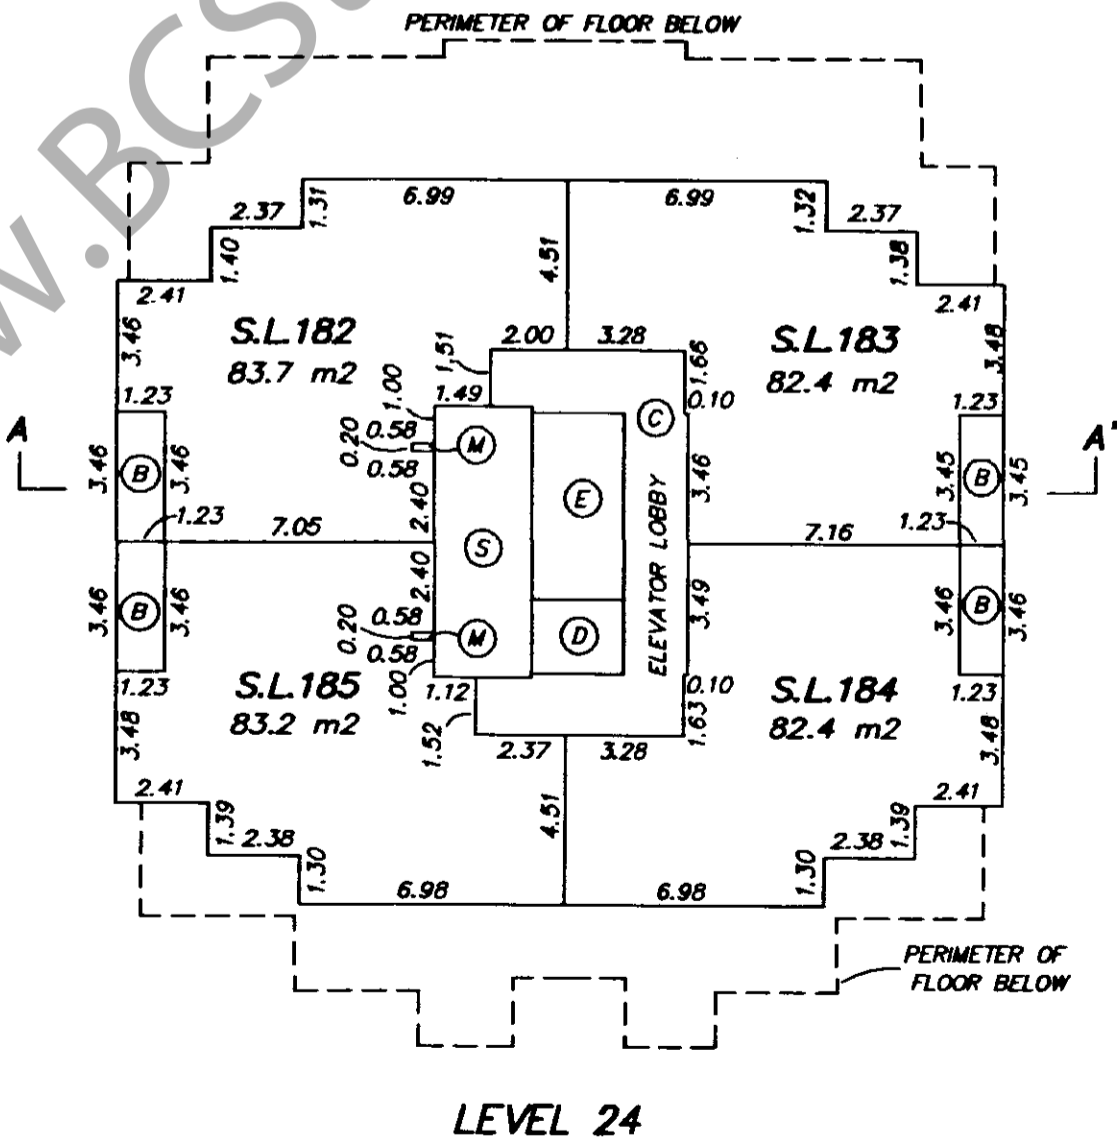 PERIMETER OF FLOOR BELOW
6.99 6.99
2.37 1.31 1.32 2.37
1.40 4.51 1.38
2.41 2.41
3.46 S.L.182 2.00 3.28 S.L.183 3.48
83.7 m2 1.51 1.66 82.4 m2
1.23 1.49 1.00 0.10 1.23
A 0.20 0.58 M C A'
3.46 B 3.46 0.58 E 3.46 3.45 B 3.45
1.23 7.05 2.40 S ELEVATOR LOBBY 7.16 1.23
3.46 B 3.46 2.40 3.49 3.46 B 3.46
0.20 0.58 M D
0.58
1.23 S.L.185 1.00 1.12 0.10 S.L.184 1.23
83.2 m2 1.63 82.4 m2
3.48 1.52 2.37 3.28 3.48
2.41 2.41
1.39 4.51 1.39
2.38 1.30 1.30 2.38
6.98 6.98
PERIMETER OF
FLOOR BELOW
LEVEL 24
w.BCS